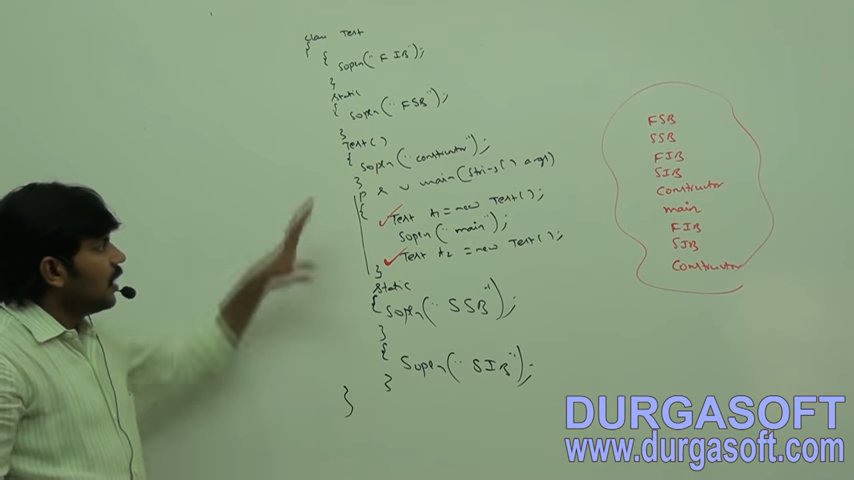 class Test
{
{
Sopln("FIB");
}
static
{
Sopln("FSB");
}
Test()
{
Sopln("constructor");
}
p s v main(String[] args)
{
Test t1 = new Test();
Sopln("main");
Test t2 = new Test();
}
static
{
Sopln("SSB");
}
{
Sopln("SIB");
}
}
FSB
SSB
FIB
SIB
Constructor
main
FIB
SIB
Constructor
DURGASOFT
www.durgasoft.com